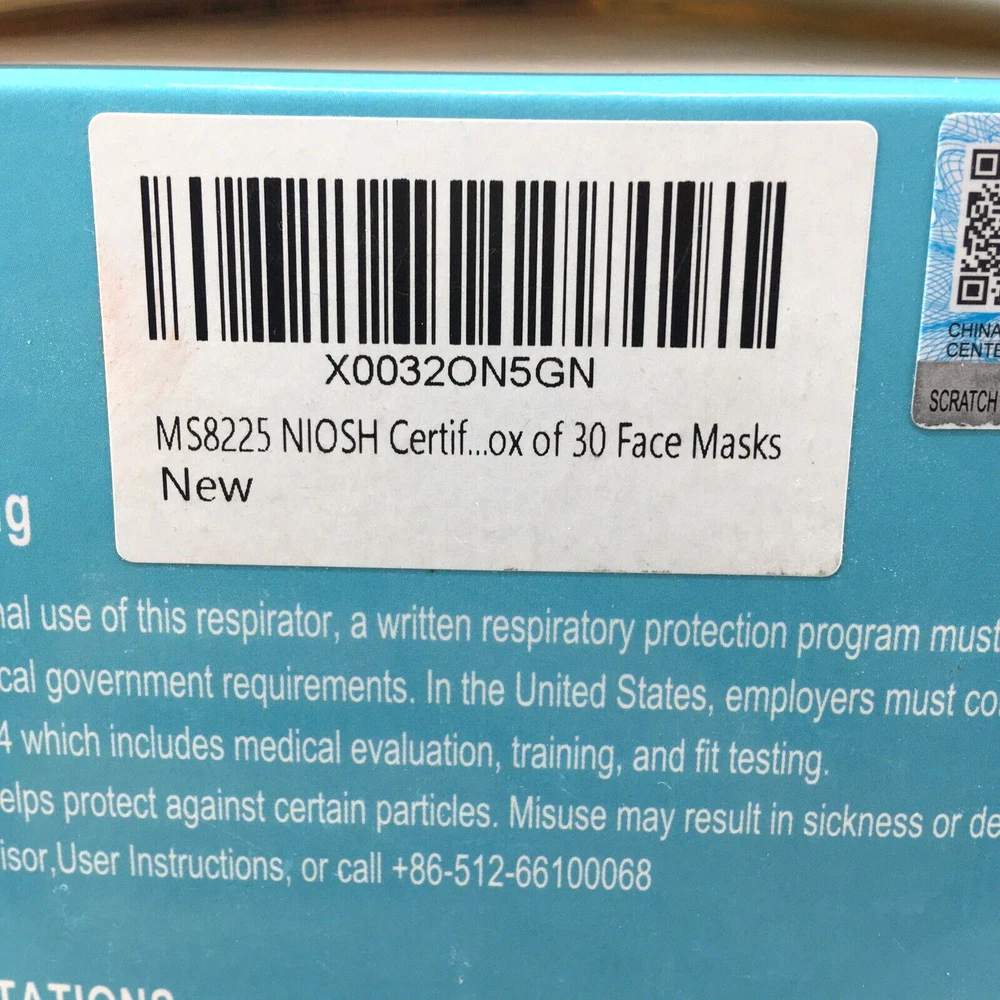 X0032ON5GN
MS8225 NIOSH Certif...ox of 30 Face Masks
New
CHINA
CENTE
SCRATCH
g
nal use of this respirator, a written respiratory protection program must
cal government requirements. In the United States, employers must co
4 which includes medical evaluation, training, and fit testing.
elps protect against certain particles. Misuse may result in sickness or de
isor,User Instructions, or call +86-512-66100068
TATIONS